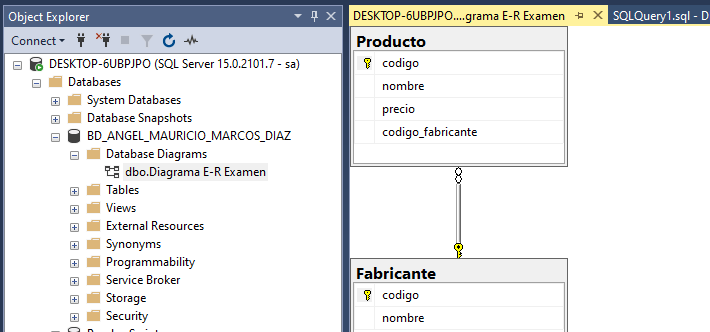 Object Explorer
Connect
DESKTOP-6UBPJPO (SQL Server 15.0.2101.7 - sa)
Databases
System Databases
Database Snapshots
BD_ANGEL_MAURICIO_MARCOS_DIAZ
Database Diagrams
dbo.Diagrama E-R Examen
Tables
Views
External Resources
Synonyms
Programmability
Service Broker
Storage
Security
DESKTOP-6UBPJPO....grama E-R Examen
SQLQuery1.sql - D
Producto
codigo
nombre
precio
codigo_fabricante
Fabricante
codigo
nombre